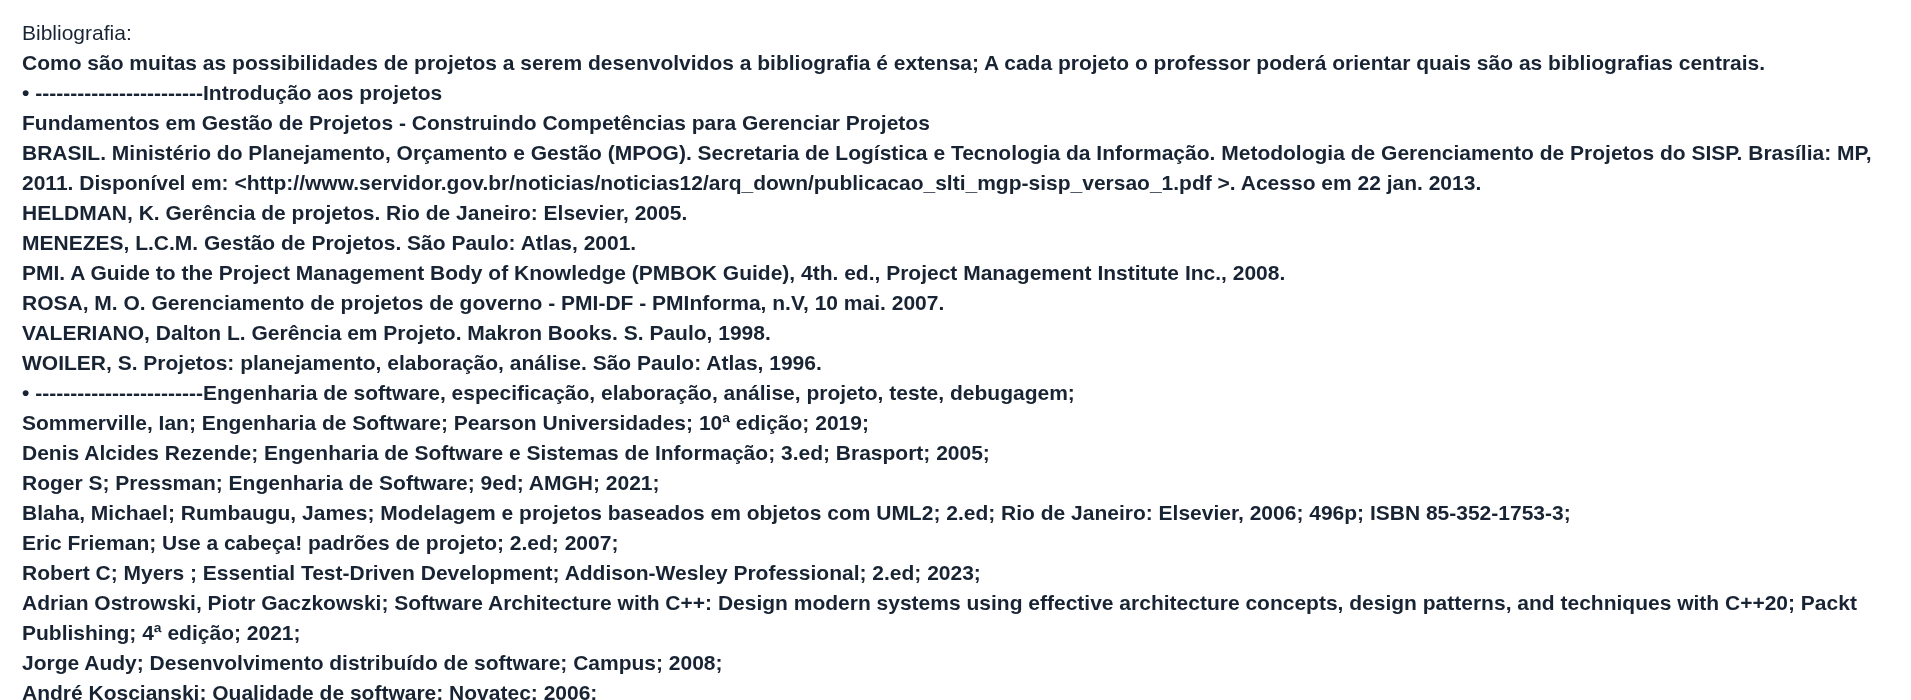 Bibliografia:
Como são muitas as possibilidades de projetos a serem desenvolvidos a bibliografia é extensa; A cada projeto o professor poderá orientar quais são as bibliografias centrais.
• ------------------------Introdução aos projetos
Fundamentos em Gestão de Projetos - Construindo Competências para Gerenciar Projetos
BRASIL. Ministério do Planejamento, Orçamento e Gestão (MPOG). Secretaria de Logística e Tecnologia da Informação. Metodologia de Gerenciamento de Projetos do SISP. Brasília: MP,
2011. Disponível em: <http://www.servidor.gov.br/noticias/noticias12/arq_down/publicacao_slti_mgp-sisp_versao_1.pdf >. Acesso em 22 jan. 2013.
HELDMAN, K. Gerência de projetos. Rio de Janeiro: Elsevier, 2005.
MENEZES, L.C.M. Gestão de Projetos. São Paulo: Atlas, 2001.
PMI. A Guide to the Project Management Body of Knowledge (PMBOK Guide), 4th. ed., Project Management Institute Inc., 2008.
ROSA, M. O. Gerenciamento de projetos de governo - PMI-DF - PMInforma, n.V, 10 mai. 2007.
VALERIANO, Dalton L. Gerência em Projeto. Makron Books. S. Paulo, 1998.
WOILER, S. Projetos: planejamento, elaboração, análise. São Paulo: Atlas, 1996.
• ------------------------Engenharia de software, especificação, elaboração, análise, projeto, teste, debugagem;
Sommerville, Ian; Engenharia de Software; Pearson Universidades; 10ª edição; 2019;
Denis Alcides Rezende; Engenharia de Software e Sistemas de Informação; 3.ed; Brasport; 2005;
Roger S; Pressman; Engenharia de Software; 9ed; AMGH; 2021;
Blaha, Michael; Rumbaugu, James; Modelagem e projetos baseados em objetos com UML2; 2.ed; Rio de Janeiro: Elsevier, 2006; 496p; ISBN 85-352-1753-3;
Eric Frieman; Use a cabeça! padrões de projeto; 2.ed; 2007;
Robert C; Myers ; Essential Test-Driven Development; Addison-Wesley Professional; 2.ed; 2023;
Adrian Ostrowski, Piotr Gaczkowski; Software Architecture with C++: Design modern systems using effective architecture concepts, design patterns, and techniques with C++20; Packt
Publishing; 4ª edição; 2021;
Jorge Audy; Desenvolvimento distribuído de software; Campus; 2008;
André Koscianski; Qualidade de software; Novatec; 2006;